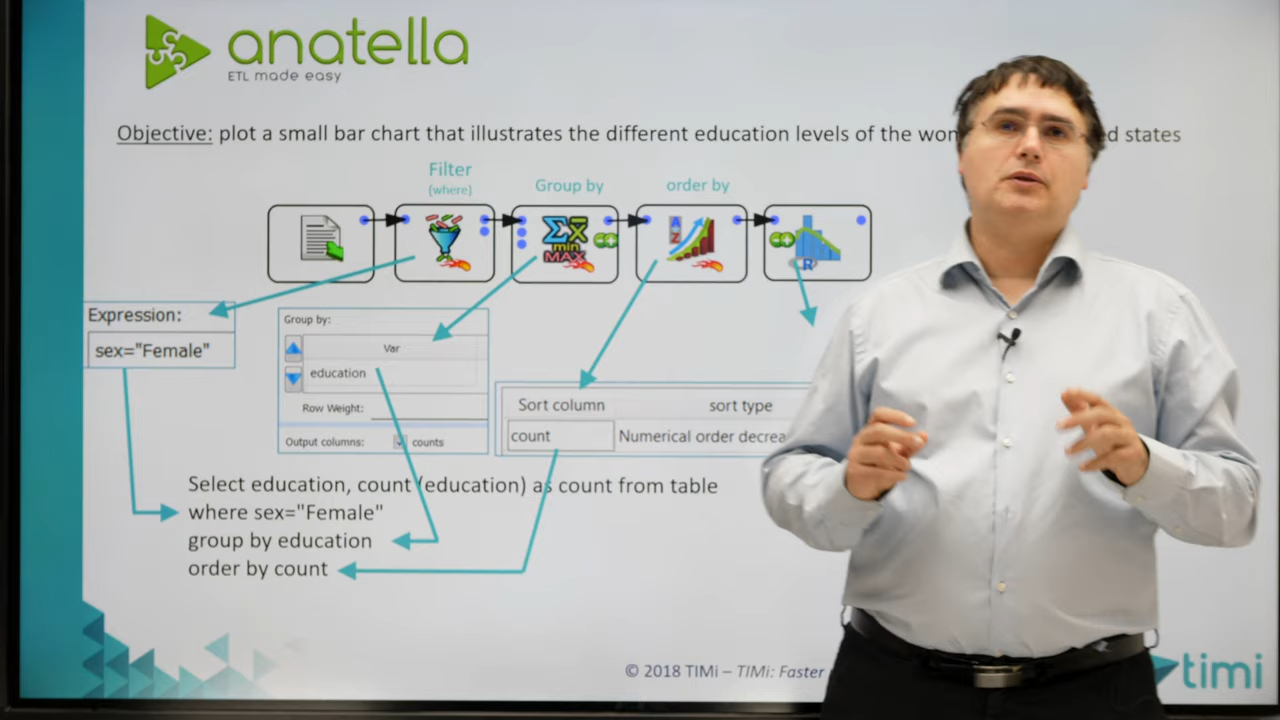 anatella
ETL made easy
Objective: plot a small bar chart that illustrates the different education levels of the states
Filter
(where)
Group by
order by
Σx
min
MAX
A
Z
R
Expression:
sex="Female"
Group by:
Var
education
Row Weight:
Output columns: counts
Sort column sort type
count Numerical order
Select education, count (education) as count from table
where sex="Female"
group by education
order by count
© 2018 TIMi – TIMi: Faster
timi